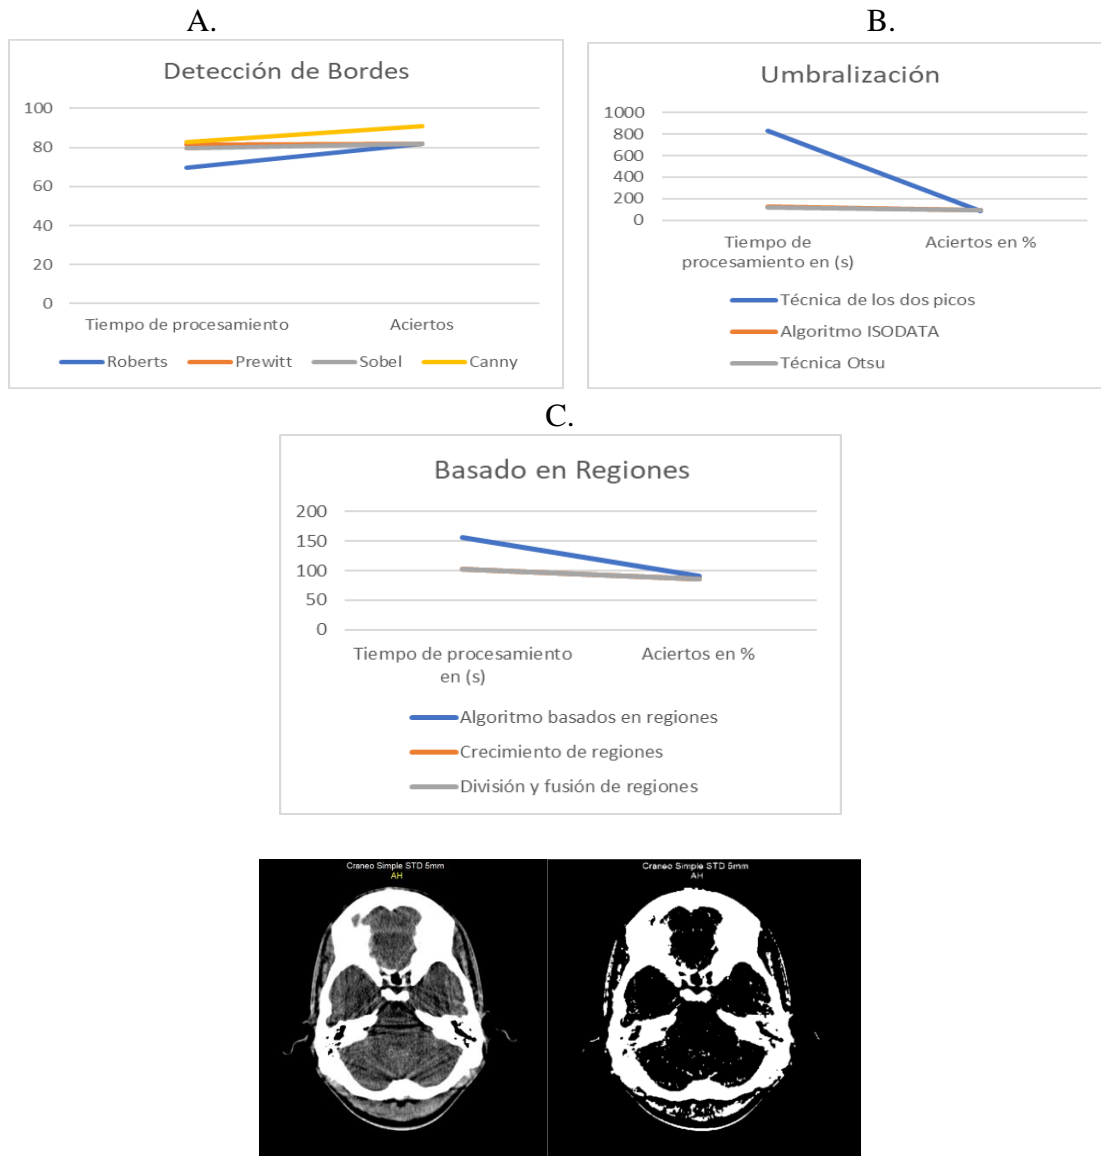 A.
B.
Detección de Bordes
100
80
60
40
20
0
Tiempo de procesamiento
Aciertos
Roberts
Prewitt
Sobel
Canny
Umbralización
1000
800
600
400
200
0
Tiempo de
procesamiento en (s)
Aciertos en %
Técnica de los dos picos
Algoritmo ISODATA
Técnica Otsu
C.
Basado en Regiones
200
150
100
50
0
Tiempo de procesamiento
en (s)
Aciertos en %
Algoritmo basados en regiones
Crecimiento de regiones
División y fusión de regiones
Craneo Simple STD 5mm
AH
Craneo Simple STD 5mm
AH